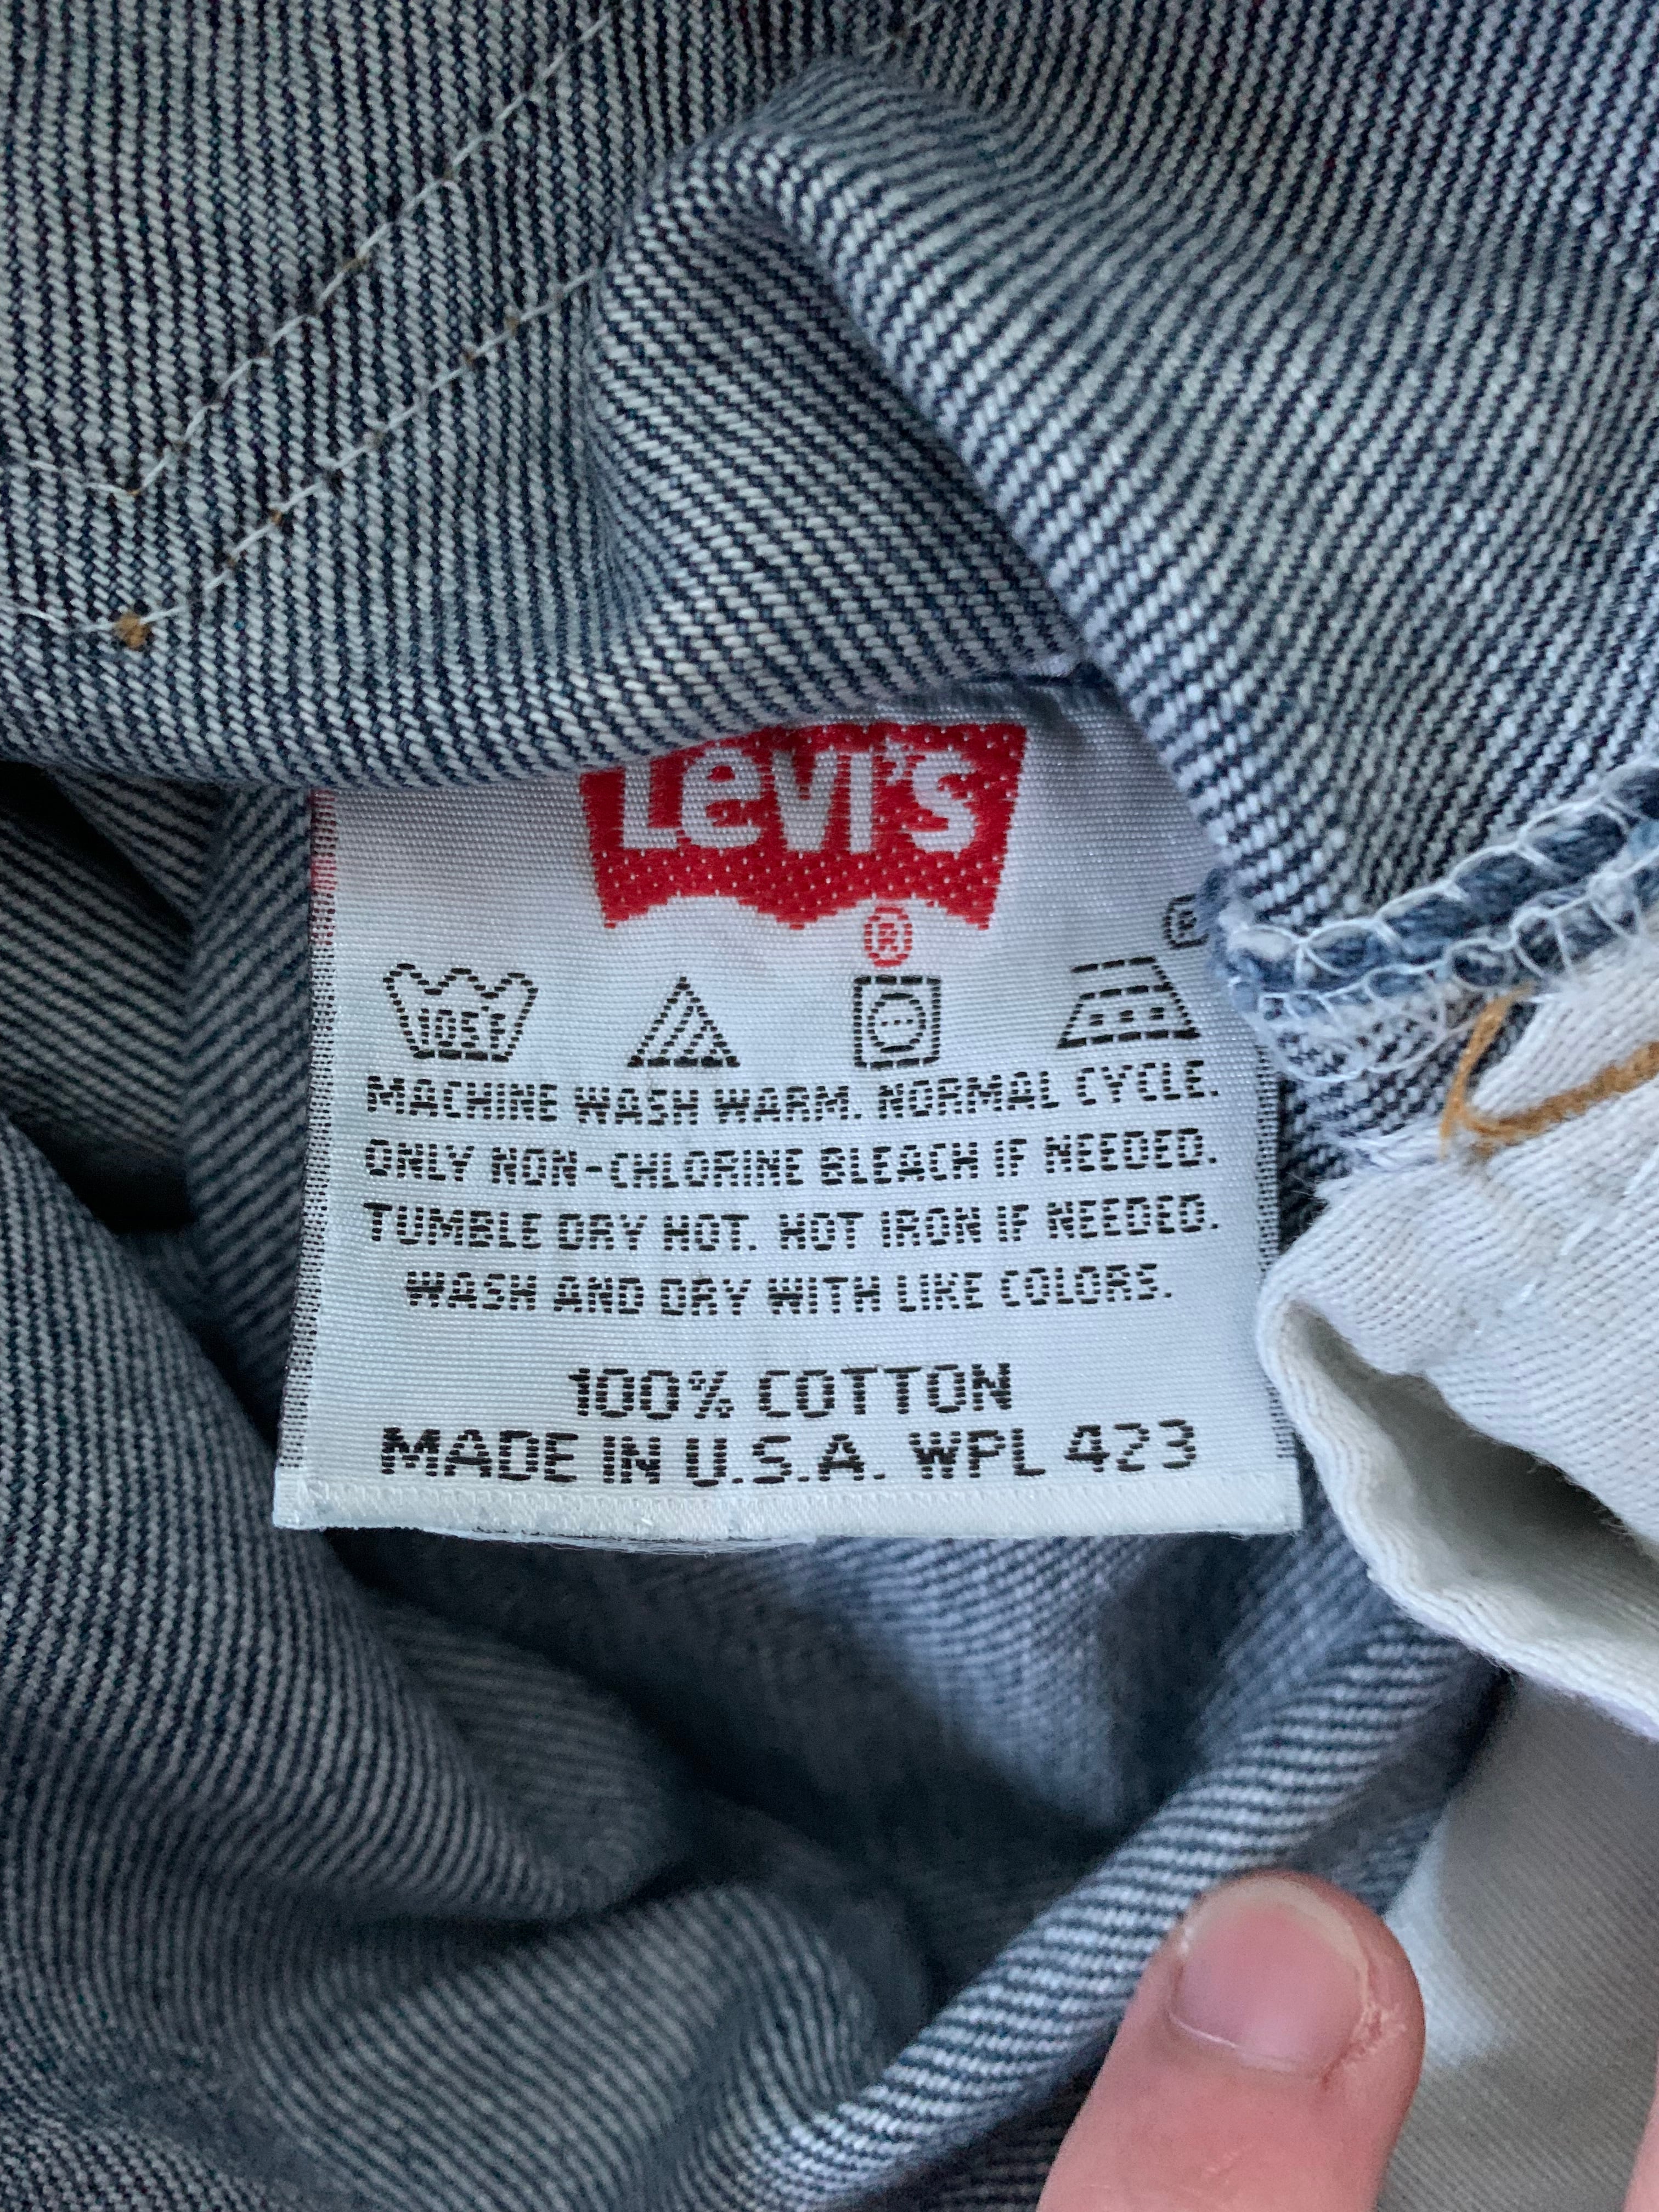 Levi's
®
®
105°F
MACHINE WASH WARM. NORMAL CYCLE.
ONLY NON-CHLORINE BLEACH IF NEEDED.
TUMBLE DRY HOT. HOT IRON IF NEEDED.
WASH AND DRY WITH LIKE COLORS.
100% COTTON
MADE IN U.S.A. WPL 423